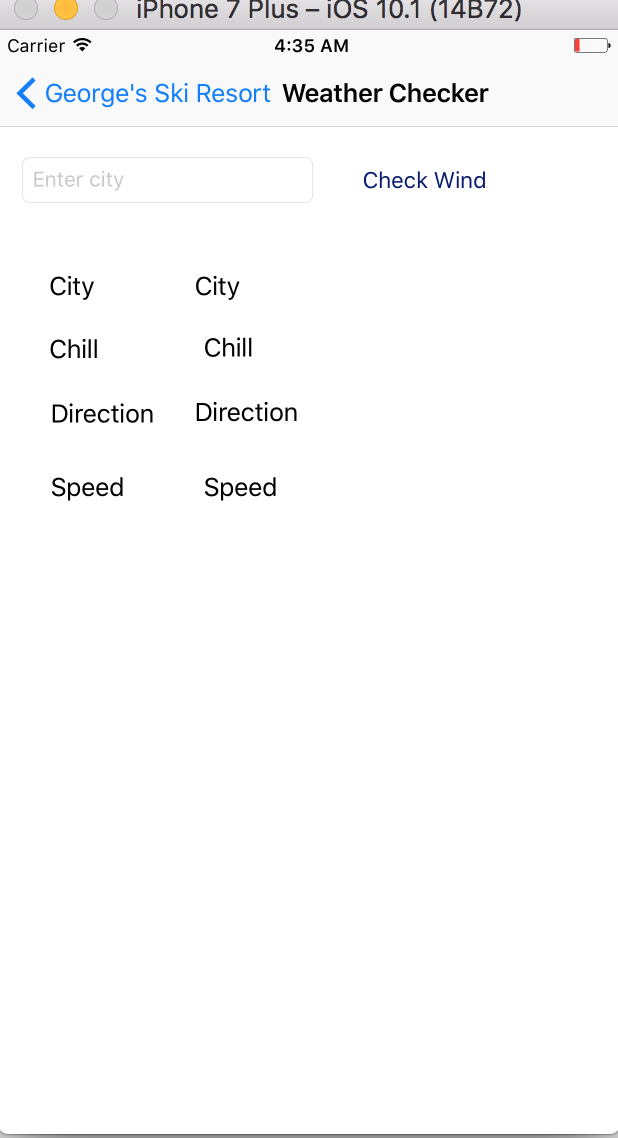 iPhone 7 Plus – iOS 10.1 (14B72)
Carrier 4:35 AM
George's Ski Resort Weather Checker
Enter city Check Wind
City City
Chill Chill
Direction Direction
Speed Speed